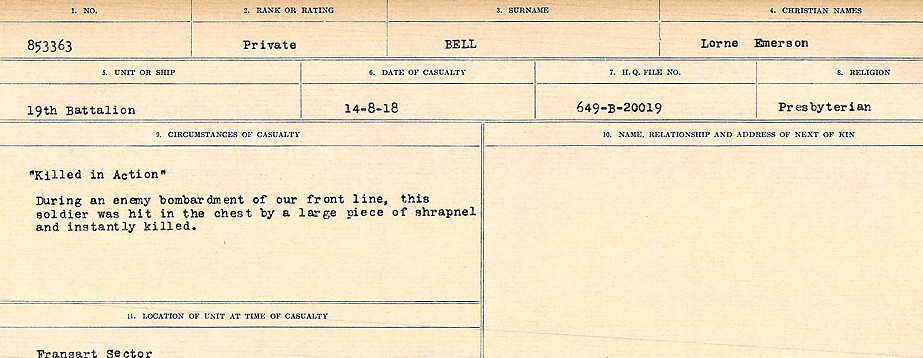 1. NO. 2. RANK OR RATING 3. SURNAME 4. CHRISTIAN NAMES
853363 Private BELL Lorne Emerson
5. UNIT OR SHIP 6. DATE OF CASUALTY 7. H.Q. FILE NO. 8. RELIGION
19th Battalion 14-8-18 649-B-20019 Presbyterian
9. CIRCUMSTANCES OF CASUALTY 10. NAME, RELATIONSHIP AND ADDRESS OF NEXT OF KIN
"Killed in Action"
During an enemy bombardment of our front line, this
soldier was hit in the chest by a large piece of shrapnel
and instantly killed.
11. LOCATION OF UNIT AT TIME OF CASUALTY
Fransart Sector